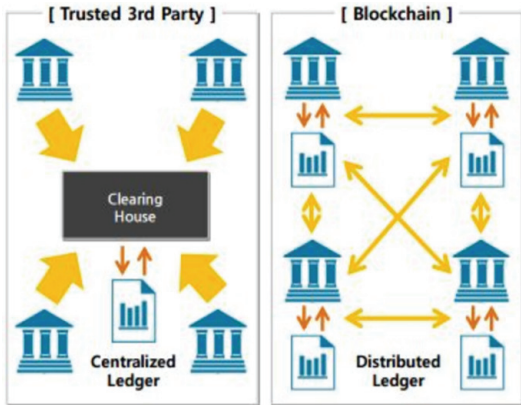 [ Trusted 3rd Party ]
[ Blockchain ]
Clearing
House
Centralized
Ledger
Distributed
Ledger